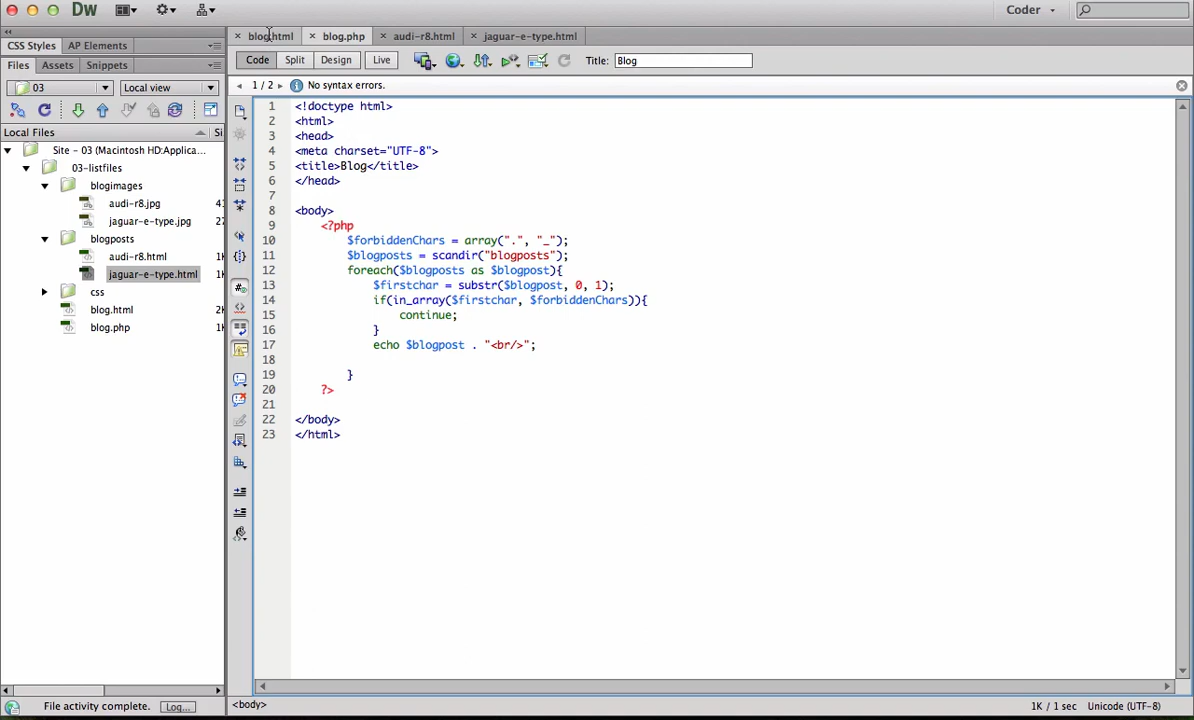 Dw
Coder
CSS Styles AP Elements
blog.html blog.php audi-r8.html jaguar-e-type.html
Files Assets Snippets
Code Split Design Live Title: Blog
03 Local view
1 / 2 No syntax errors.
Local Files Si
Site - 03 (Macintosh HD:Applica...
03-listfiles
blogimages
audi-r8.jpg 4
jaguar-e-type.jpg 27
blogposts
audi-r8.html 1K
jaguar-e-type.html 1K
css
blog.html 2K
blog.php 1K
1 <!doctype html>
2 <html>
3 <head>
4 <meta charset="UTF-8">
5 <title>Blog</title>
6 </head>
7
8 <body>
9 <?php
10 $forbiddenChars = array(".", "_");
11 $blogposts = scandir("blogposts");
12 foreach($blogposts as $blogpost){
13 $firstchar = substr($blogpost, 0, 1);
14 if(in_array($firstchar, $forbiddenChars)){
15 continue;
16 }
17 echo $blogpost . "<br/>";
18
19 }
20 ?>
21
22 </body>
23 </html>
File activity complete. Log... <body> 1K / 1 sec Unicode (UTF-8)